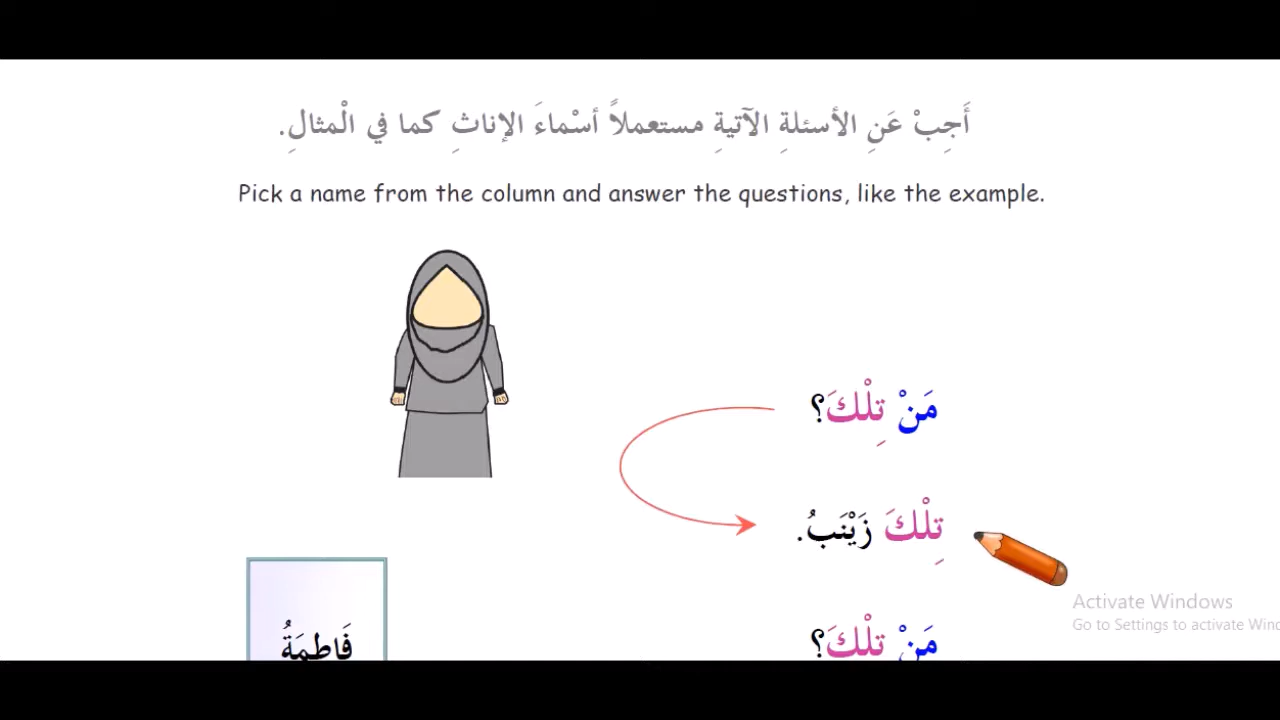 أَجِبْ عَنِ الأسئلةِ الآتيةِ مستعملاً أسْماءَ الإناثِ كما في الْمثالِ.
Pick a name from the column and answer the questions, like the example.
مَنْ تِلْكَ؟
تِلْكَ زَيْنَبُ.
Activate Windows
Go to Settings to activate Wind
فَاطِمَةُ
مَنْ تلْكَ؟